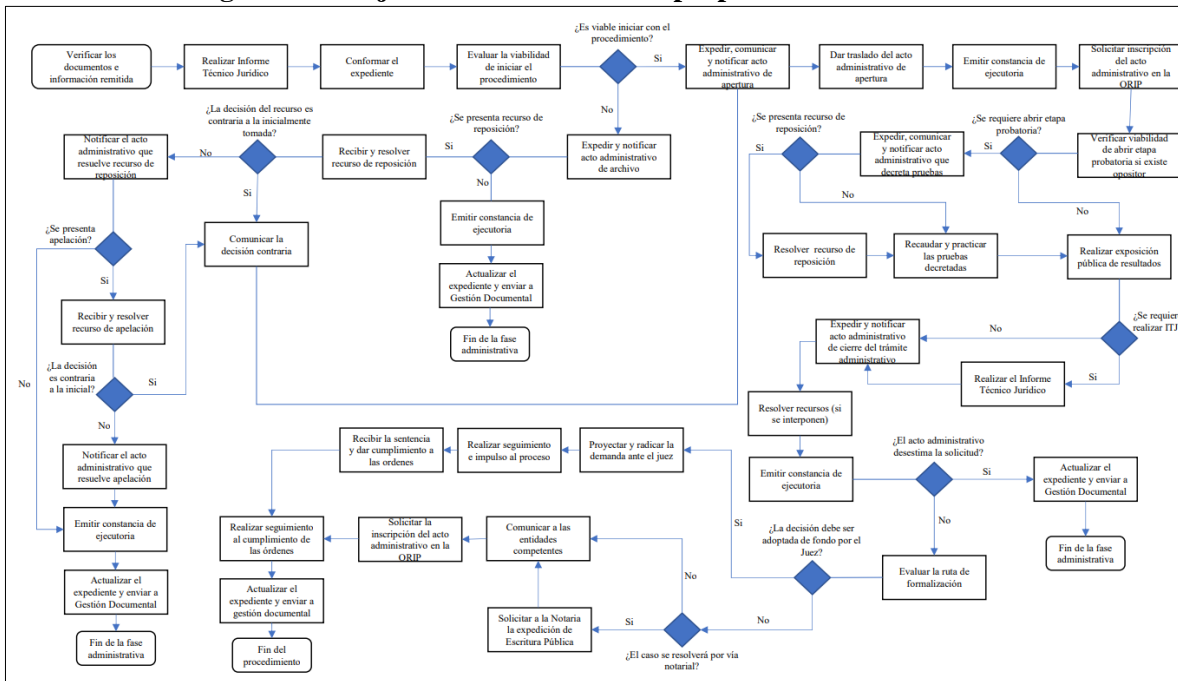 ¿Es viable iniciar con el
procedimiento?
Verificar los
documentos e
información remitida
Realizar Informe
Técnico Jurídico
Conformar el
expediente
Evaluar la viabilidad
de iniciar el
procedimiento
Si
Expedir, comunicar
y notificar acto
administrativo de
apertura
Dar traslado del acto
administrativo de
apertura
Emitir constancia de
ejecutoria
Solicitar inscripción
del acto
administrativo en la
ORIP
No
¿La decisión del recurso es
contraria a la inicialmente
tomada?
¿Se presenta recurso de
reposición?
¿Se presenta recurso de
reposición?
¿Se requiere abrir etapa
probatoria?
Notificar el acto
administrativo que
resuelve recurso de
reposición
No
Recibir y resolver
recurso de reposición
Si
Expedir y notificar
acto administrativo
de archivo
Si
Expedir, comunicar
y notificar acto
administrativo que
decreta pruebas
Si
Verificar viabilidad
de abrir etapa
probatoria si existe
opositor
Si
No
No
No
¿Se presenta
apelación?
Comunicar la
decisión contraria
Emitir constancia de
ejecutoria
Resolver recurso de
reposición
Recaudar y practicar
las pruebas
decretadas
Realizar exposición
pública de resultados
Si
Actualizar el
expediente y enviar a
Gestión Documental
Recibir y resolver
recurso de apelación
Fin de la fase
administrativa
Expedir y notificar
acto administrativo
de cierre del trámite
administrativo
No
¿Se requiere
realizar ITJ
No
¿La decisión
es contraria
a la inicial?
Si
Realizar el Informe
Técnico Jurídico
Si
No
Resolver recursos (si
se interponen)
Notificar el acto
administrativo que
resuelve apelación
Recibir la sentencia
y dar cumplimiento a
las ordenes
Realizar seguimiento
e impulso al proceso
Proyectar y radicar la
demanda ante el juez
¿El acto administrativo
desestima la solicitud?
Emitir constancia de
ejecutoria
Si
Actualizar el
expediente y enviar a
Gestión Documental
Emitir constancia de
ejecutoria
Realizar seguimiento
al cumplimiento de
las órdenes
Solicitar la
inscripción del acto
administrativo en la
ORIP
Comunicar a las
entidades
competentes
Si
¿La decisión debe ser
adoptada de fondo por el
Juez?
No
Fin de la fase
administrativa
Actualizar el
expediente y enviar a
Gestión Documental
Actualizar el
expediente y enviar a
gestión documental
No
Evaluar la ruta de
formalización
Solicitar a la Notaria
la expedición de
Escritura Pública
Si
No
Fin de la fase
administrativa
Fin del
procedimiento
¿El caso se resolverá por vía
notarial?